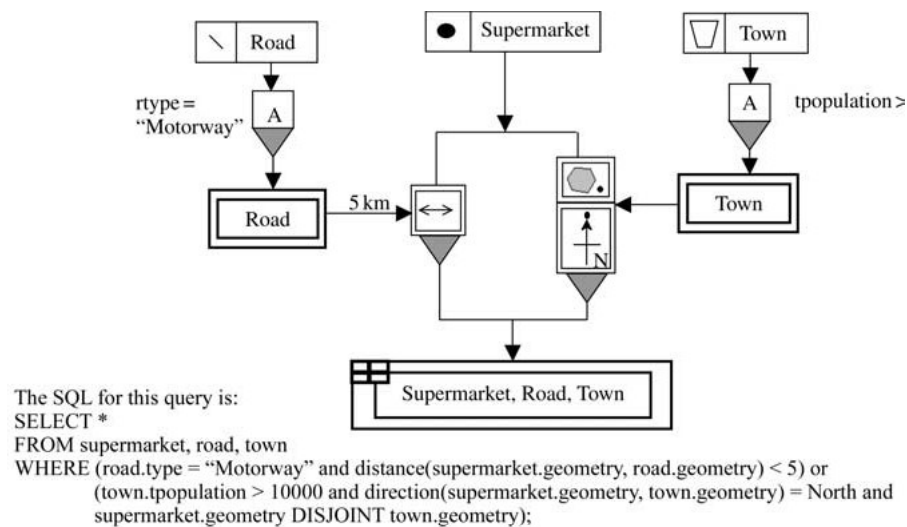 Road
Supermarket
Town
rtype =
"Motorway"
A
A
tpopulation >
Road
5 km
Town
N
Supermarket, Road, Town
The SQL for this query is:
SELECT *
FROM supermarket, road, town
WHERE (road.type = "Motorway" and distance(supermarket.geometry, road.geometry) < 5) or
(town.tpopulation > 10000 and direction(supermarket.geometry, town.geometry) = North and
supermarket.geometry DISJOINT town.geometry);